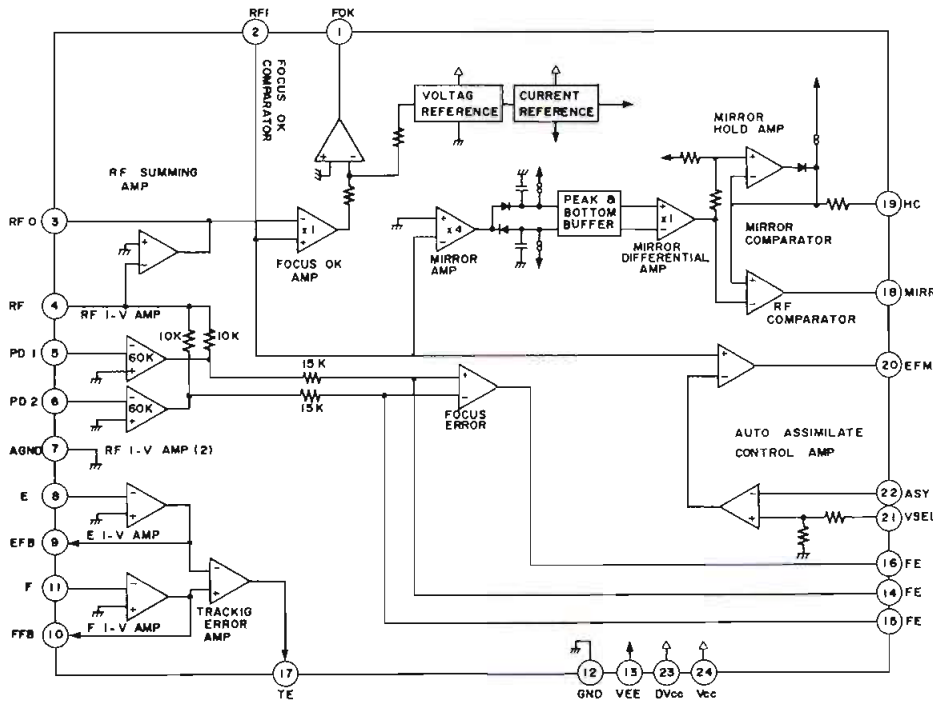 RFI
FOK
2
1
FOCUS OK
COMPARATOR
VOLTAG
REFERENCE
CURRENT
REFERENCE
MIRROR
HOLD AMP
+ -
RF SUMMING
AMP
RF O
3
x1
FOCUS OK
AMP
x4
MIRROR
AMP
PEAK &
BOTTOM
BUFFER
x1
MIRROR
DIFFERENTIAL
AMP
MIRROR
COMPARATOR
19
HC
RF
4
RF I-V AMP
10K
10K
RF
COMPARATOR
18
MIRR
PD 1
5
60K
15K
20
EFM
PD 2
6
60K
15K
FOCUS
ERROR
AGND
7
RF I-V AMP (2)
AUTO ASSIMILATE
CONTROL AMP
E
8
22
ASY
21
VSEL
EFB
9
E I-V AMP
16
FE
F
11
14
FE
FFB
10
F I-V AMP
TRACKIG
ERROR
AMP
15
FE
17
TE
12
GND
13
VEE
23
DVcc
24
Vcc